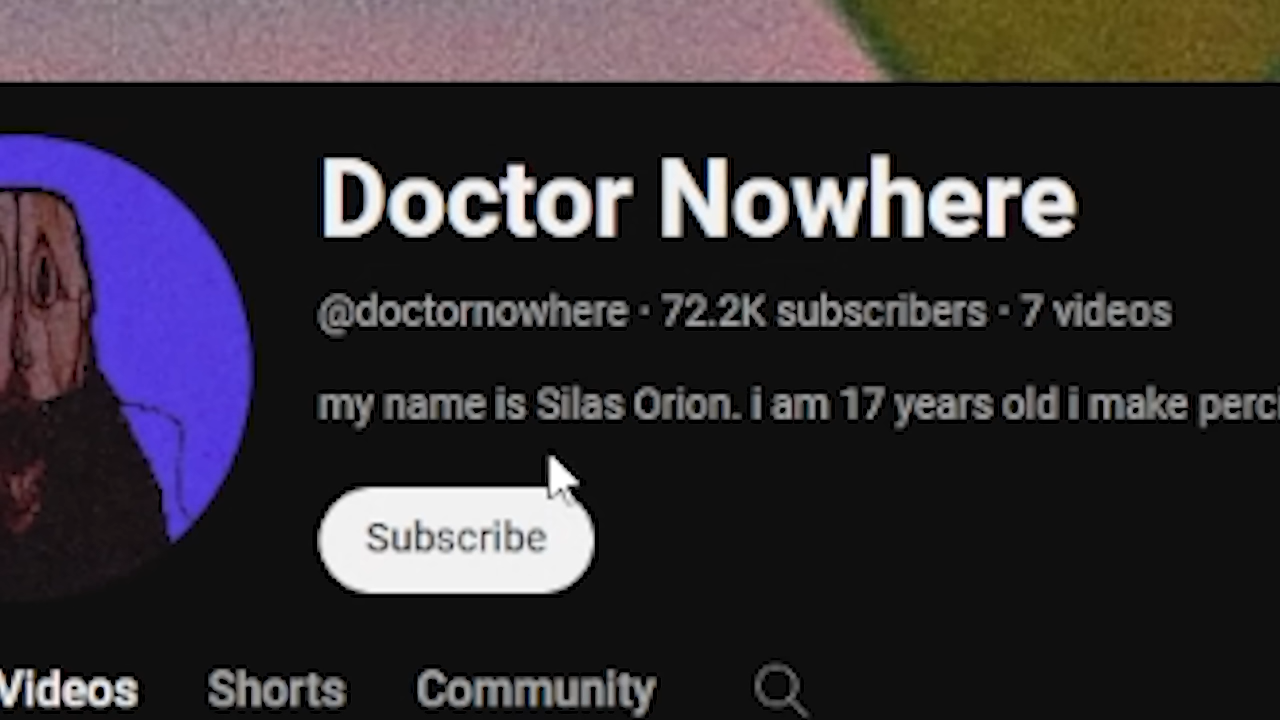 Doctor Nowhere
@doctornowhere · 72.2K subscribers · 7 videos
my name is Silas Orion. i am 17 years old i make
Subscribe
Videos Shorts Community